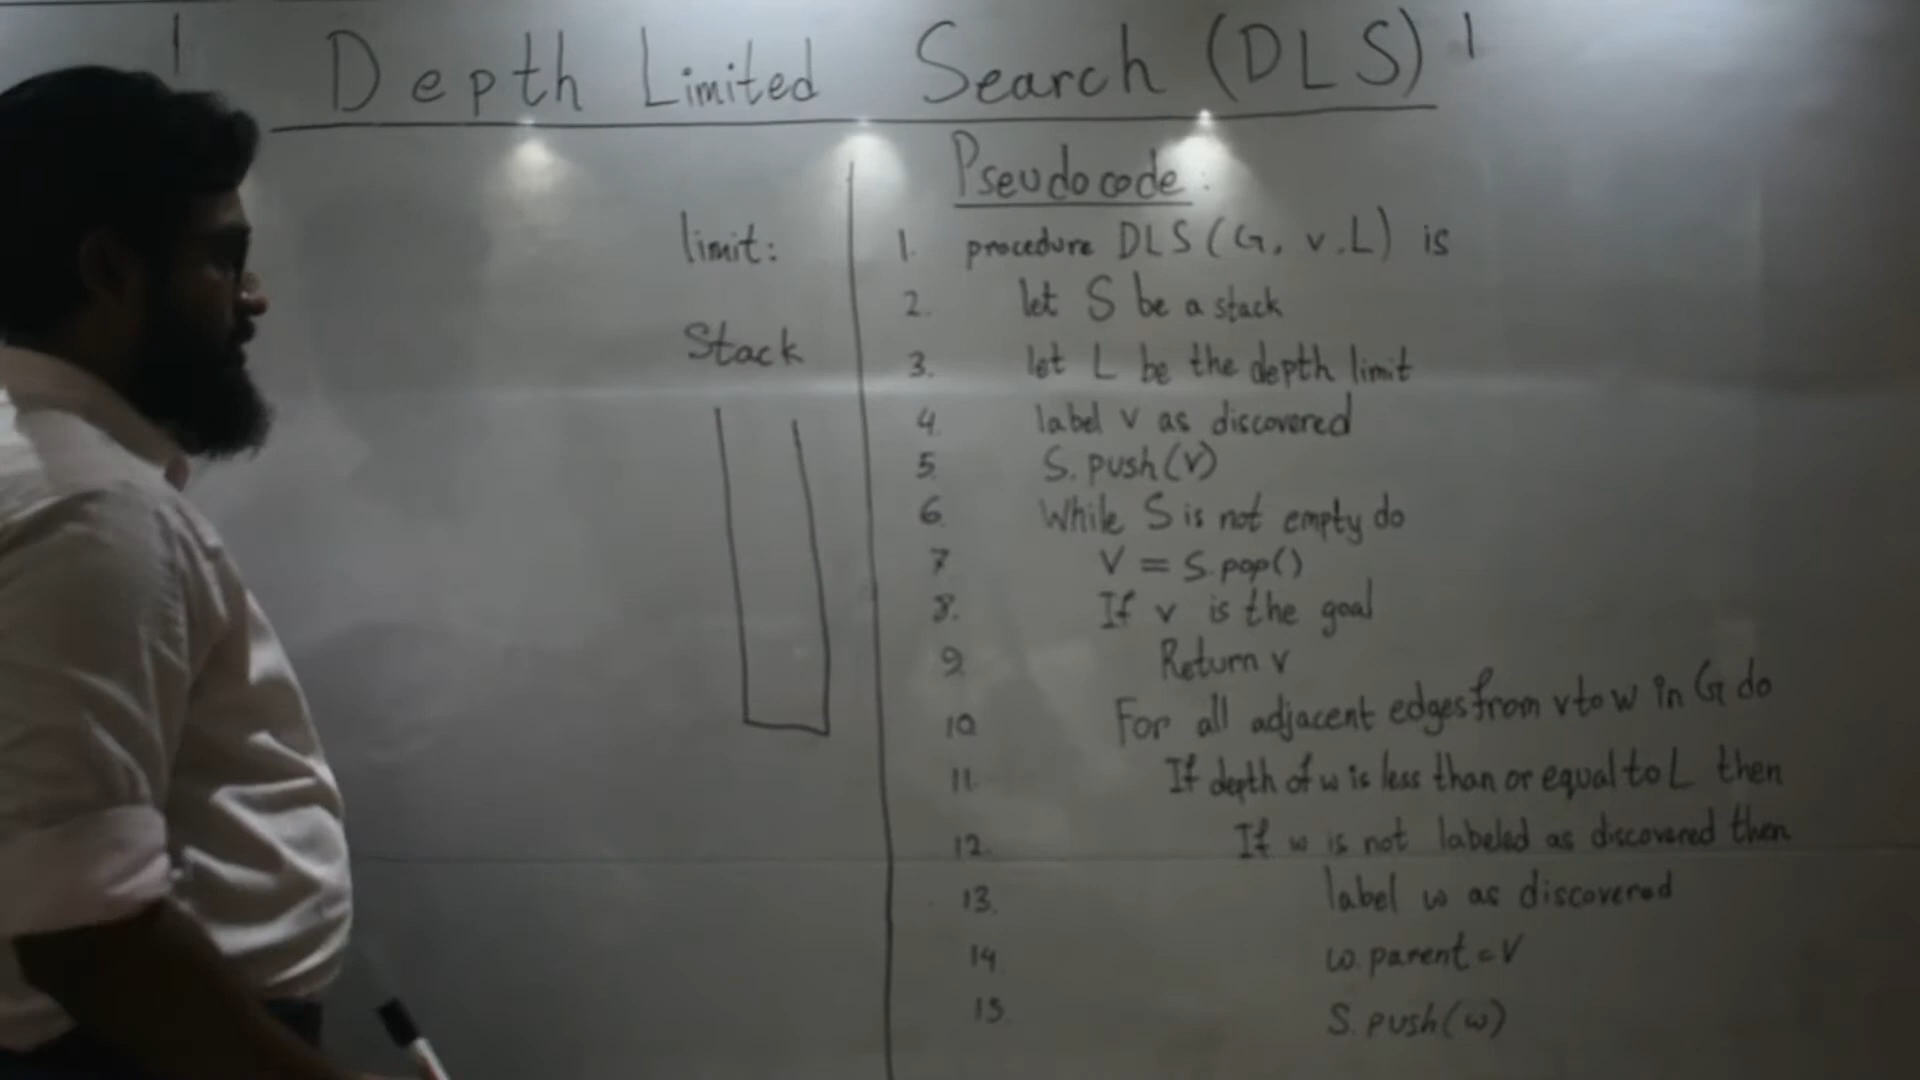 Depth Limited Search (DLS)
limit:
Stack
Pseudocode:
1. procedure DLS(G, v, L) is
2. let S be a stack
3. let L be the depth limit
4. label v as discovered
5. S.push(v)
6. While S is not empty do
7 V = S.pop()
8. If v is the goal
9. Return v
10 For all adjacent edges from v to w in G do
11. If depth of w is less than or equal to L then
12. If w is not labeled as discovered then
13. label w as discovered
14 w.parent = V
15 S.push(w)